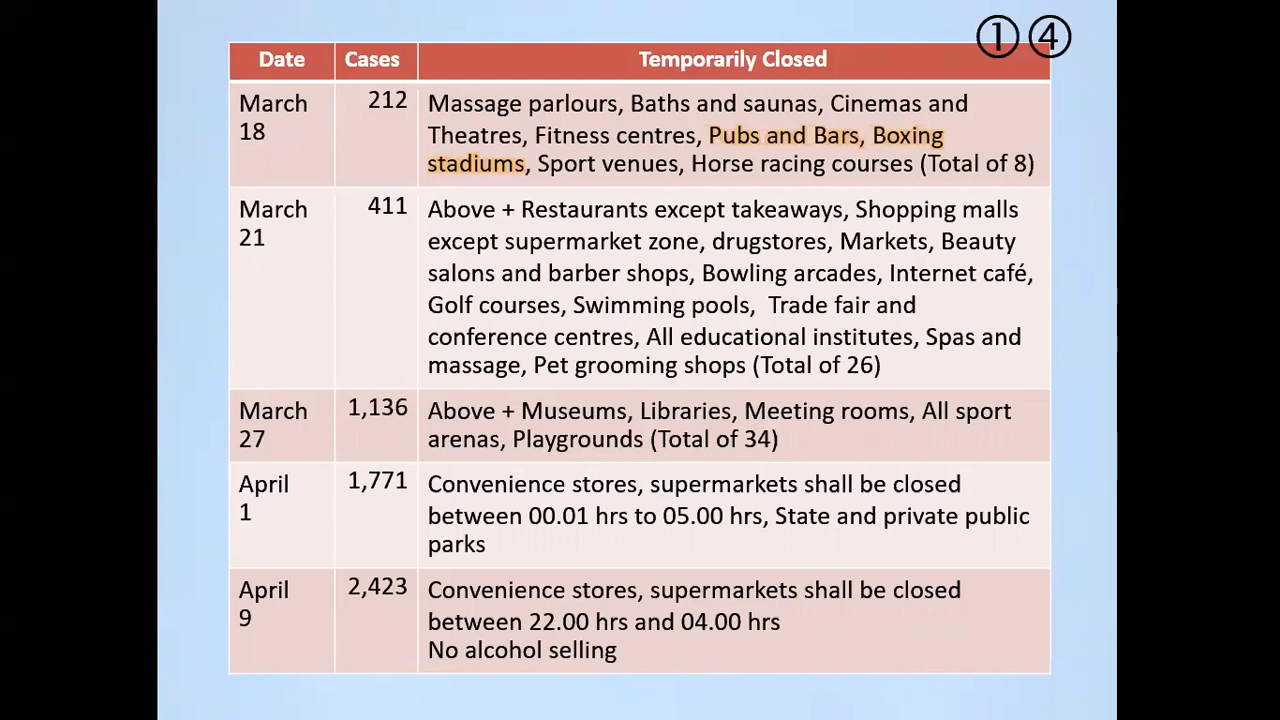 ① ④
Date Cases Temporarily Closed
March 212 Massage parlours, Baths and saunas, Cinemas and
18 Theatres, Fitness centres, Pubs and Bars, Boxing
stadiums, Sport venues, Horse racing courses (Total of 8)
March 411 Above + Restaurants except takeaways, Shopping malls
21 except supermarket zone, drugstores, Markets, Beauty
salons and barber shops, Bowling arcades, Internet café,
Golf courses, Swimming pools, Trade fair and
conference centres, All educational institutes, Spas and
massage, Pet grooming shops (Total of 26)
March 1,136 Above + Museums, Libraries, Meeting rooms, All sport
27 arenas, Playgrounds (Total of 34)
April 1,771 Convenience stores, supermarkets shall be closed
1 between 00.01 hrs to 05.00 hrs, State and private public
parks
April 2,423 Convenience stores, supermarkets shall be closed
9 between 22.00 hrs and 04.00 hrs
No alcohol selling